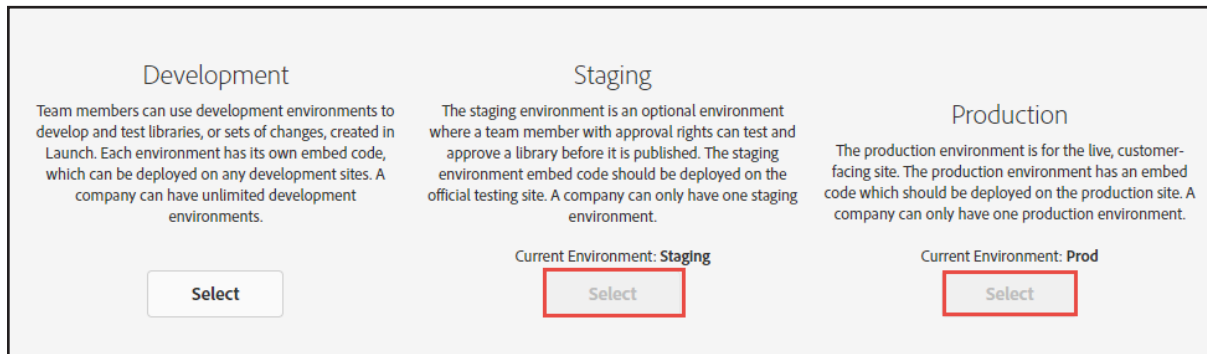 Development
Team members can use development environments to
develop and test libraries, or sets of changes, created in
Launch. Each environment has its own embed code,
which can be deployed on any development sites. A
company can have unlimited development
environments.
Select
Staging
The staging environment is an optional environment
where a team member with approval rights can test and
approve a library before it is published. The staging
environment embed code should be deployed on the
official testing site. A company can only have one staging
environment.
Current Environment: Staging
Select
Production
The production environment is for the live, customer-
facing site. The production environment has an embed
code which should be deployed on the production site. A
company can only have one production environment.
Current Environment: Prod
Select